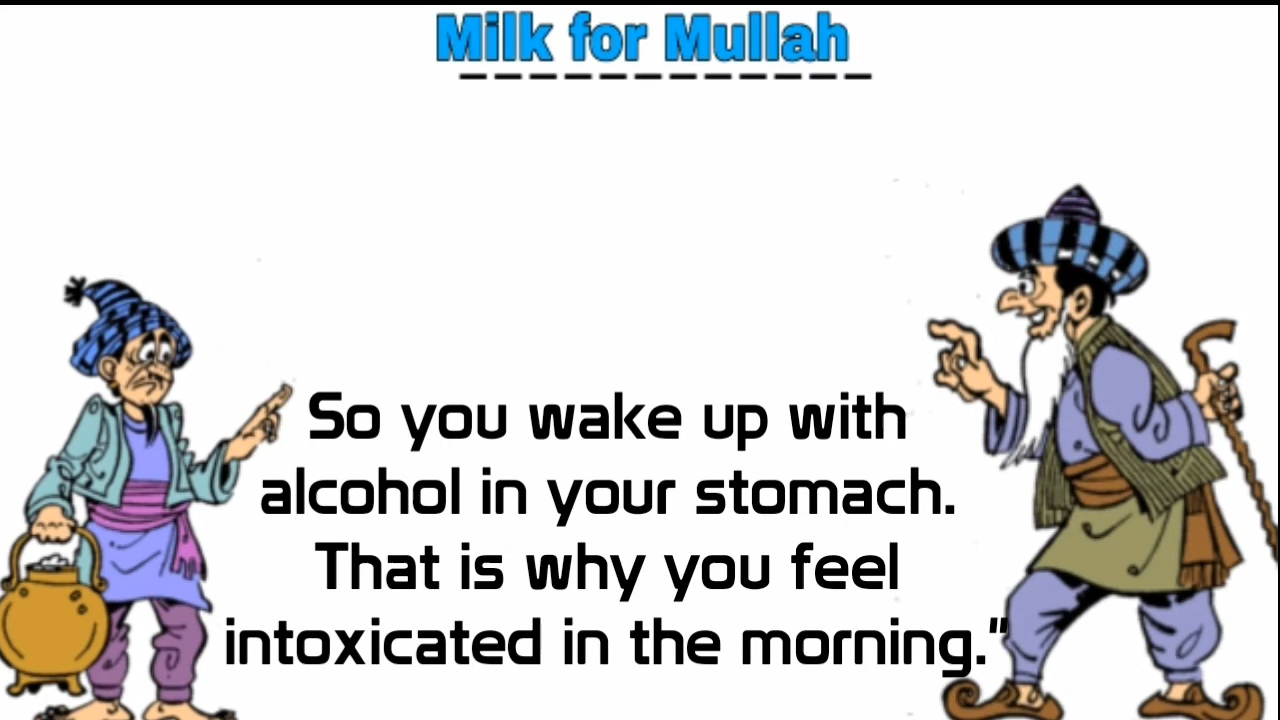 Milk for Mullah
So you wake up with
alcohol in your stomach.
That is why you feel
intoxicated in the morning.”